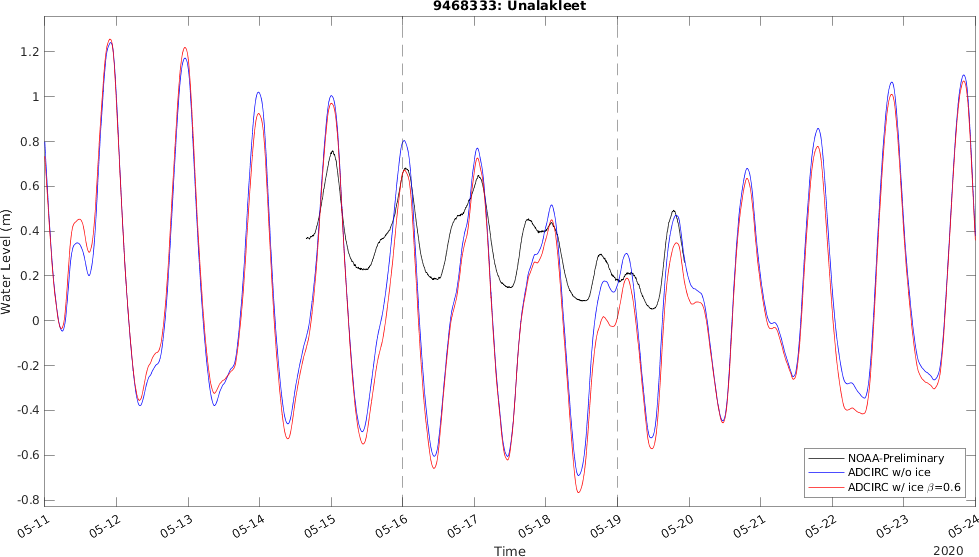 9468333: Unalakleet
Water Level (m)
1.2
1
0.8
0.6
0.4
0.2
0
-0.2
-0.4
-0.6
-0.8
NOAA-Preliminary
ADCIRC w/o ice
ADCIRC w/ ice β=0.6
05-11 05-12 05-13 05-14 05-15 05-16 05-17 05-18 05-19 05-20 05-21 05-22 05-23 05-24
Time
2020